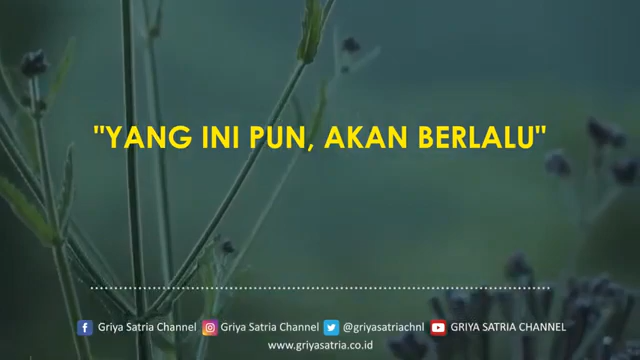 "YANG INI PUN, AKAN BERLALU"
Griya Satria Channel Griya Satria Channel @griyasatriachnl GRIYA SATRIA CHANNEL
www.griyasatria.co.id